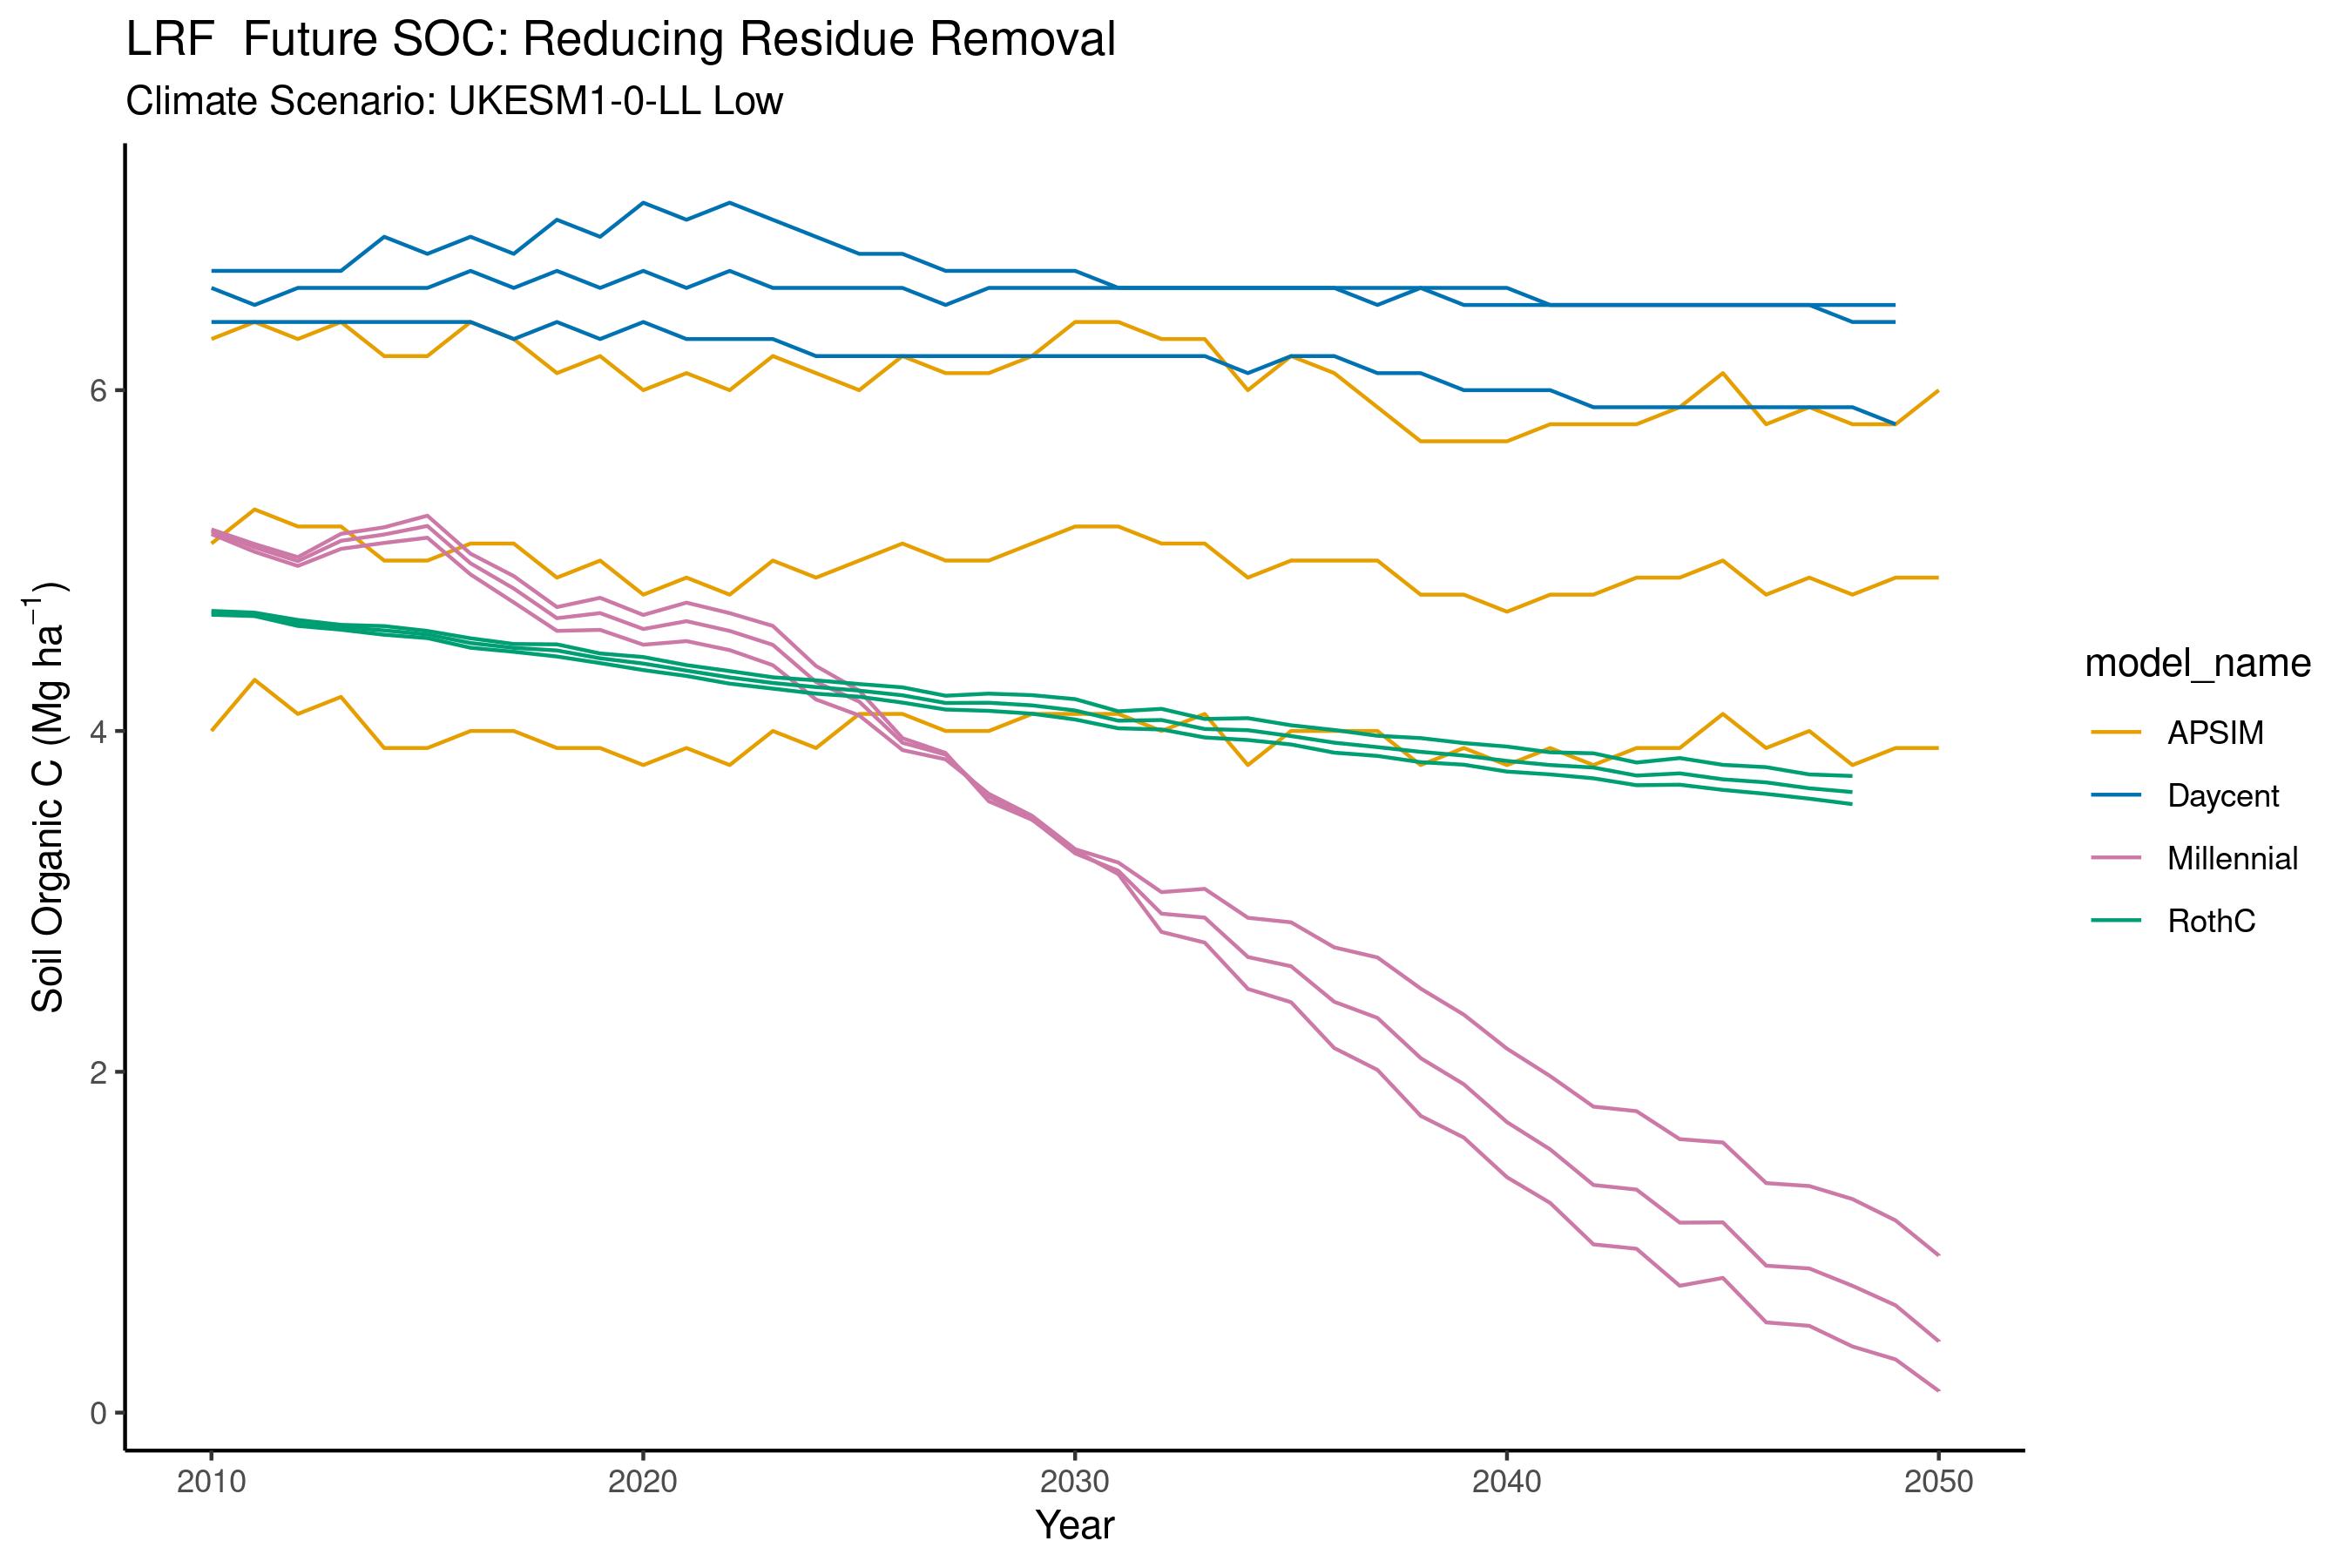 LRF  Future SOC: Reducing Residue Removal
Climate Scenario: UKESM1-0-LL Low
Soil Organic C (Mg ha⁻¹)
6
4
2
0
2010 2020 2030 2040 2050
Year
model_name
APSIM
Daycent
Millennial
RothC